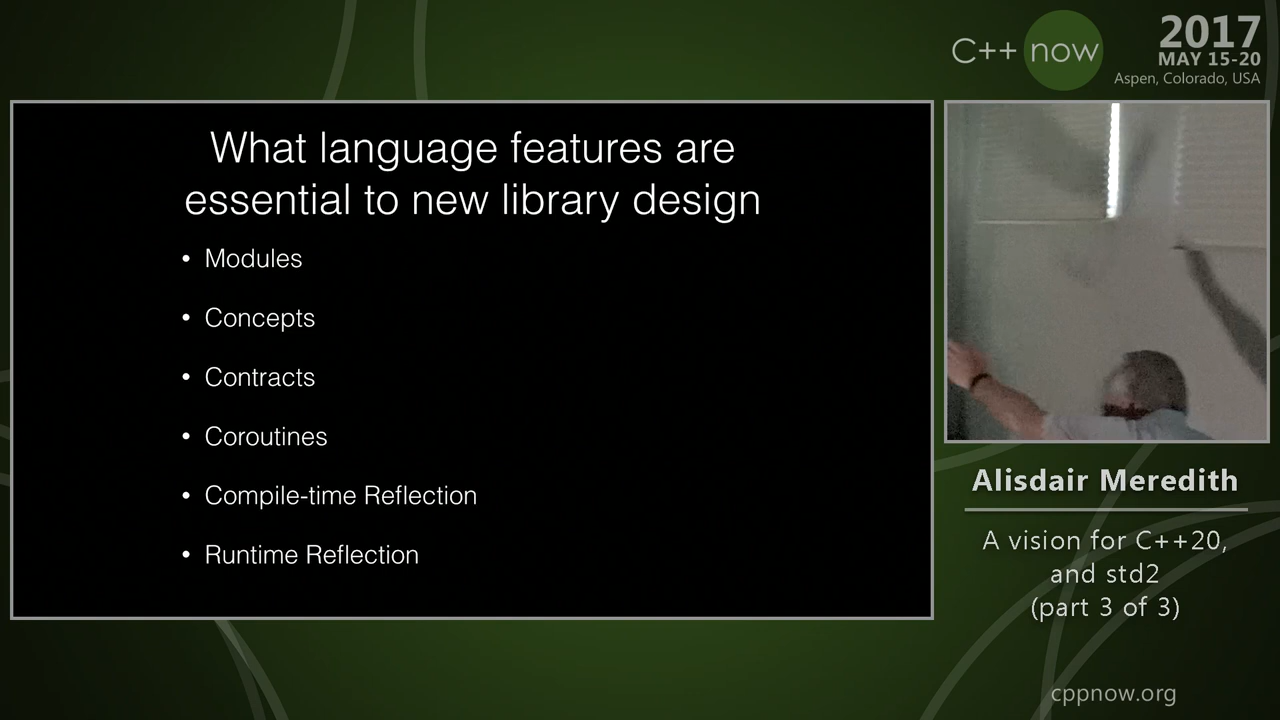 C++ now
2017
MAY 15-20
Aspen, Colorado, USA
What language features are
essential to new library design
• Modules
• Concepts
• Contracts
• Coroutines
• Compile-time Reflection
• Runtime Reflection
Alisdair Meredith
A vision for C++20,
and std2
(part 3 of 3)
cppnow.org